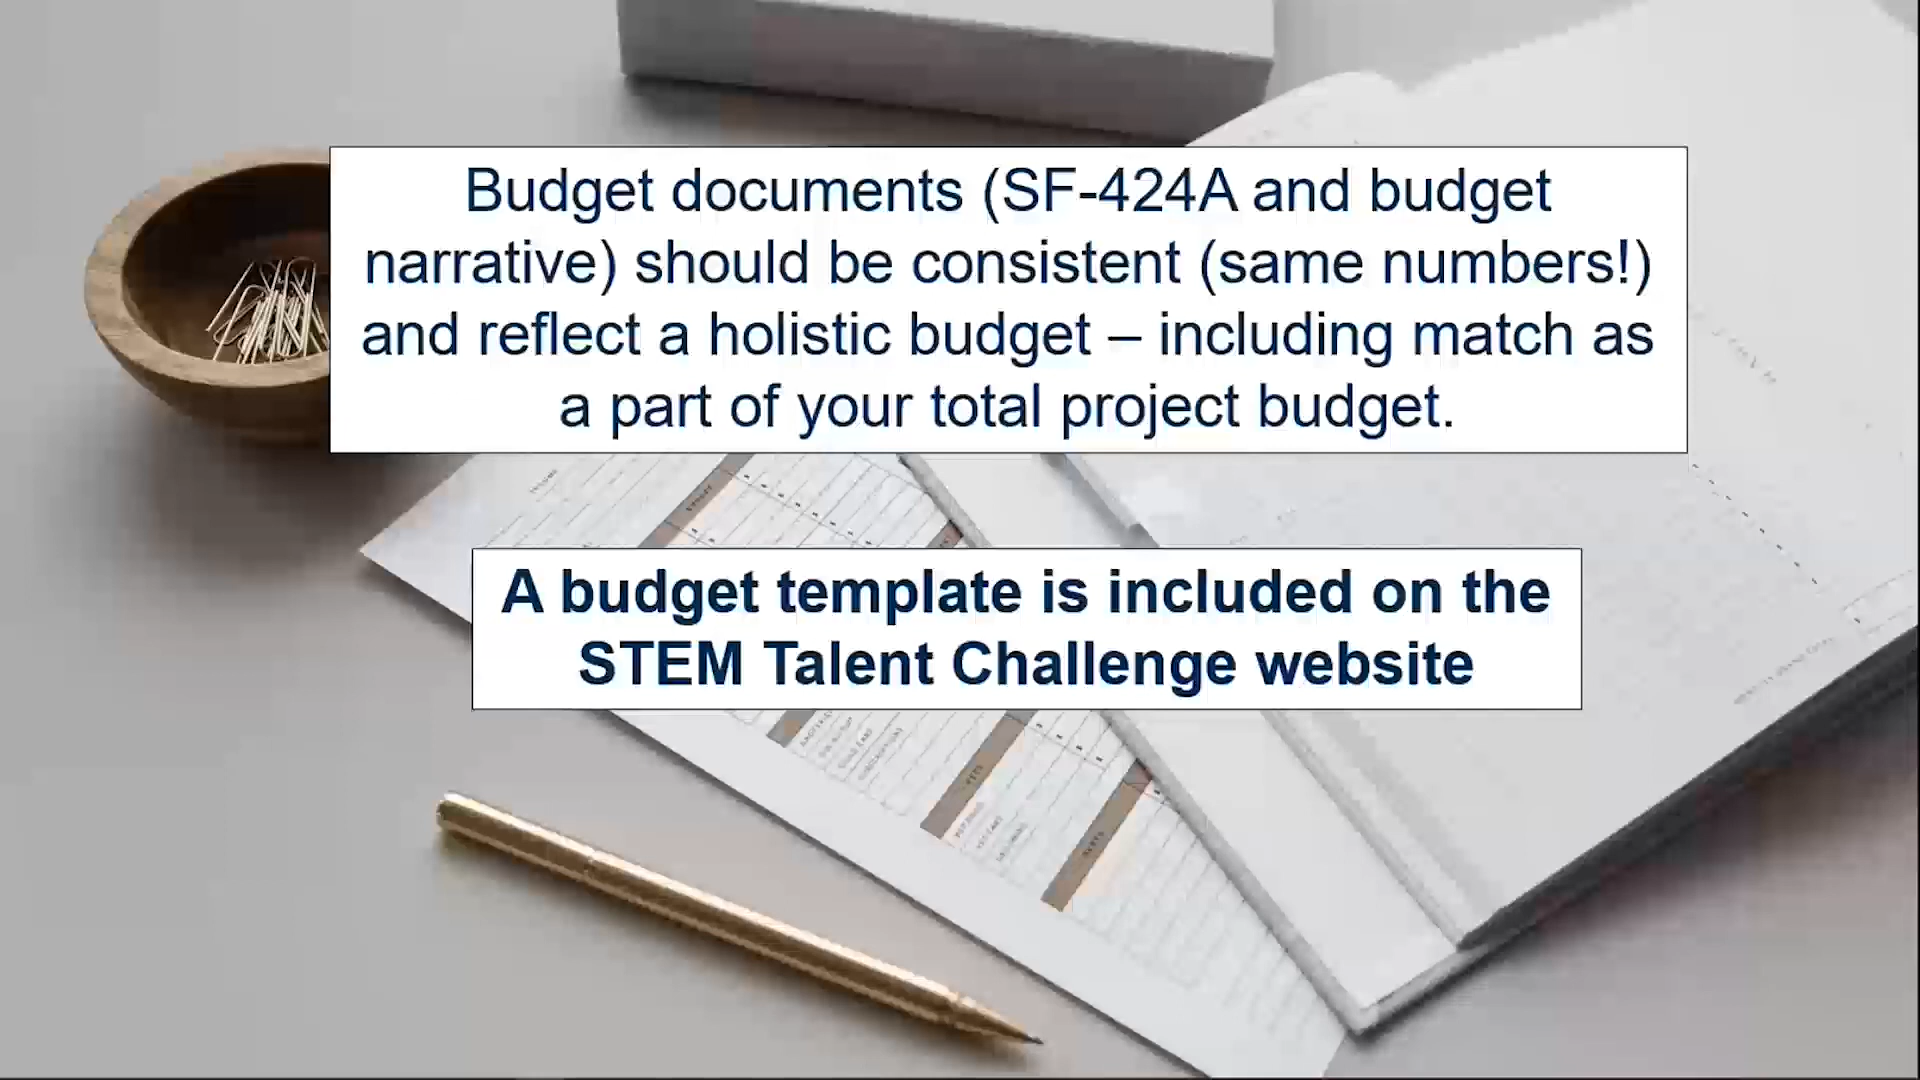 Budget documents (SF-424A and budget
narrative) should be consistent (same numbers!)
and reflect a holistic budget – including match as
a part of your total project budget.
A budget template is included on the
STEM Talent Challenge website